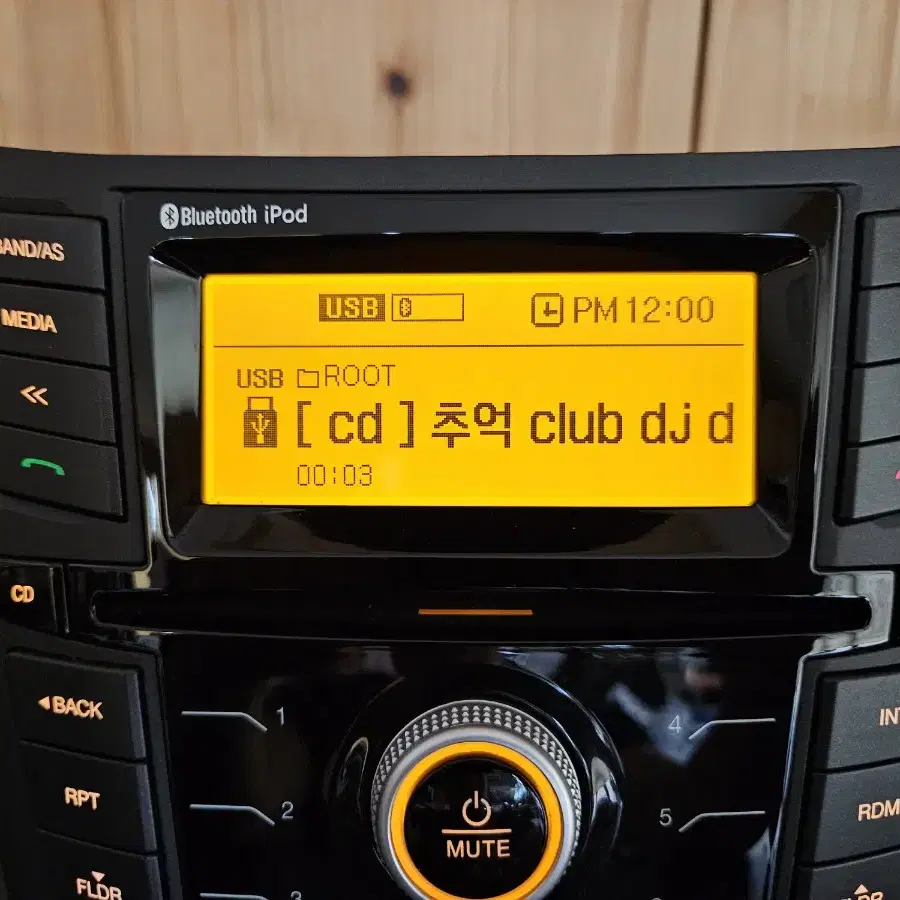 Bluetooth iPod
BAND/AS
MEDIA
CD
USB
PM 12:00
USB ROOT
[ cd ] 추억 club dj d
00:03
BACK
RPT
FLDR
1
2
3
4
5
MUTE
INT
RDM